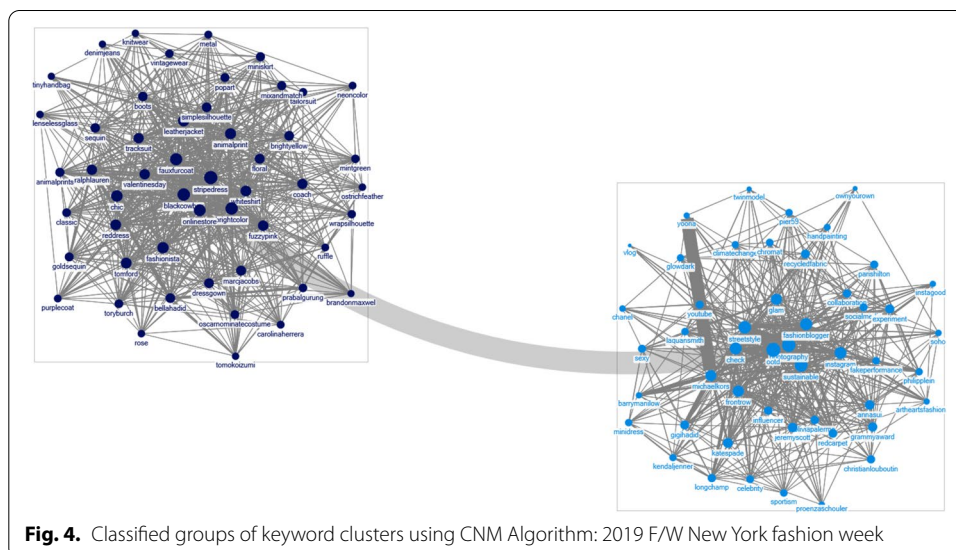 knitwear
metal
denimjeans
vintagewear
miniskirt
tinyhandbag
popart
mixandmatch
neoncolor
tailorsuit
boots
simplesilhouette
lenselessglass
leatherjacket
sequin
tracksuit
animalprint
brightyellow
fauxfurcoat
floral
mintgreen
animalprints
ralphlauren
valentinesday
stripedress
coach
ostrichfeather
chic
blackcowl
whiteshirt
classic
onlinestore
wrapsilhouette
reddress
fuzzypink
goldsequin
fashionista
ruffle
tomford
marcjacobs
purplecoat
dressgown
prabalgurung
toryburch
bellahadid
brandonmaxwel
oscarnominatecostume
rose
carolinaherrera
tomokoizumi
twinmodel
ownyourown
yoona
pier59
handpainting
vlog
climatechange
chromat
glowdark
recycledfabric
parishilton
instagood
collaboration
chanel
youtube
glam
socialme
experiment
laquansmith
streetstyle
fashionblogger
soho
sexy
check
ootd
instagram
fakeperformance
michaelkors
sustainable
philipplein
barrymanilow
frontrow
artheartsfashion
minidress
influencer
annasui
gigihadid
jeremyscott
redcarpet
grammyaward
katespade
kendaljenner
christianlouboutin
longchamp
celebrity
sportism
proenzaschouler
Fig. 4. Classified groups of keyword clusters using CNM Algorithm: 2019 F/W New York fashion week